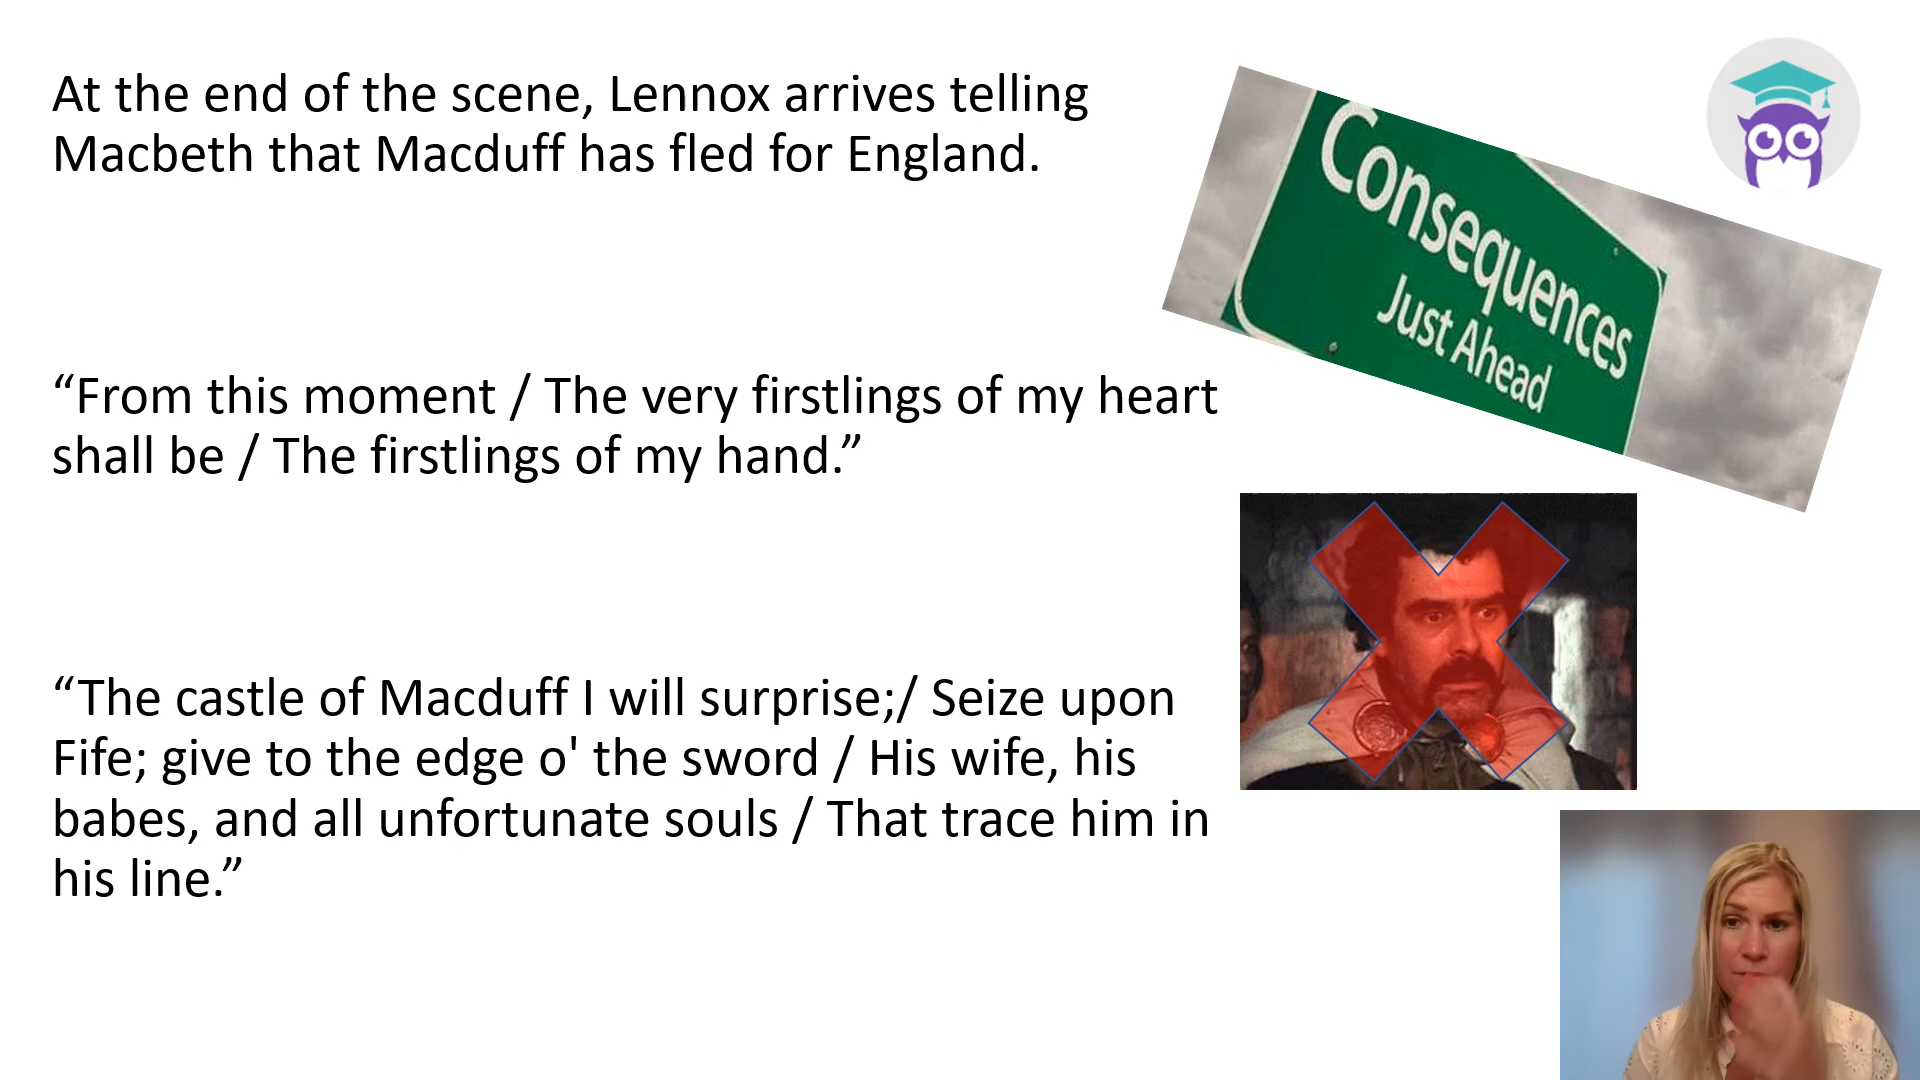 At the end of the scene, Lennox arrives telling
Macbeth that Macduff has fled for England.
Consequences
Just Ahead
“From this moment / The very firstlings of my heart
shall be / The firstlings of my hand.”
“The castle of Macduff I will surprise;/ Seize upon
Fife; give to the edge o' the sword / His wife, his
babes, and all unfortunate souls / That trace him in
his line.”